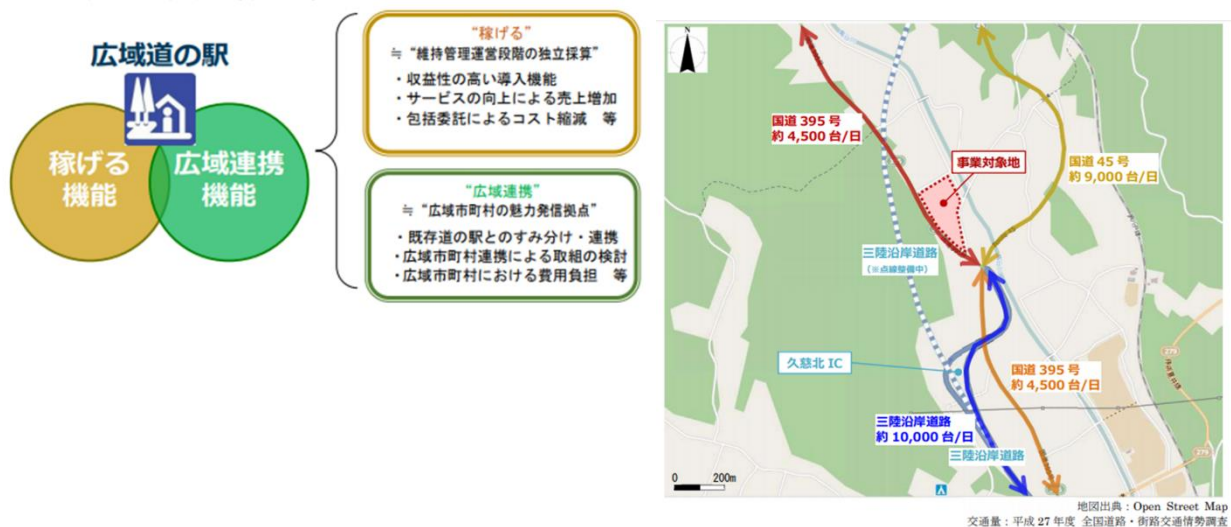 広域道の駅
稼げる
機能
広域連携
機能
“稼げる”
≒ “維持管理運営段階の独立採算”
・収益性の高い導入機能
・サービスの向上による売上増加
・包括委託によるコスト縮減 等
“広域連携”
≒ “広域市町村の魅力発信拠点”
・既存道の駅とのすみ分け・連携
・広域市町村連携による取組の検討
・広域市町村における費用負担 等
N
国道 395 号
約 4,500 台/日
事業対象地
国道 45 号
約 9,000 台/日
三陸沿岸道路
（※点線整備中）
久慈北 IC
国道 395 号
約 4,500 台/日
三陸沿岸道路
約 10,000 台/日
三陸沿岸道路
279
279
0 200m
地図出典：Open Street Map
交通量：平成 27 年度 全国道路・街路交通情勢調査